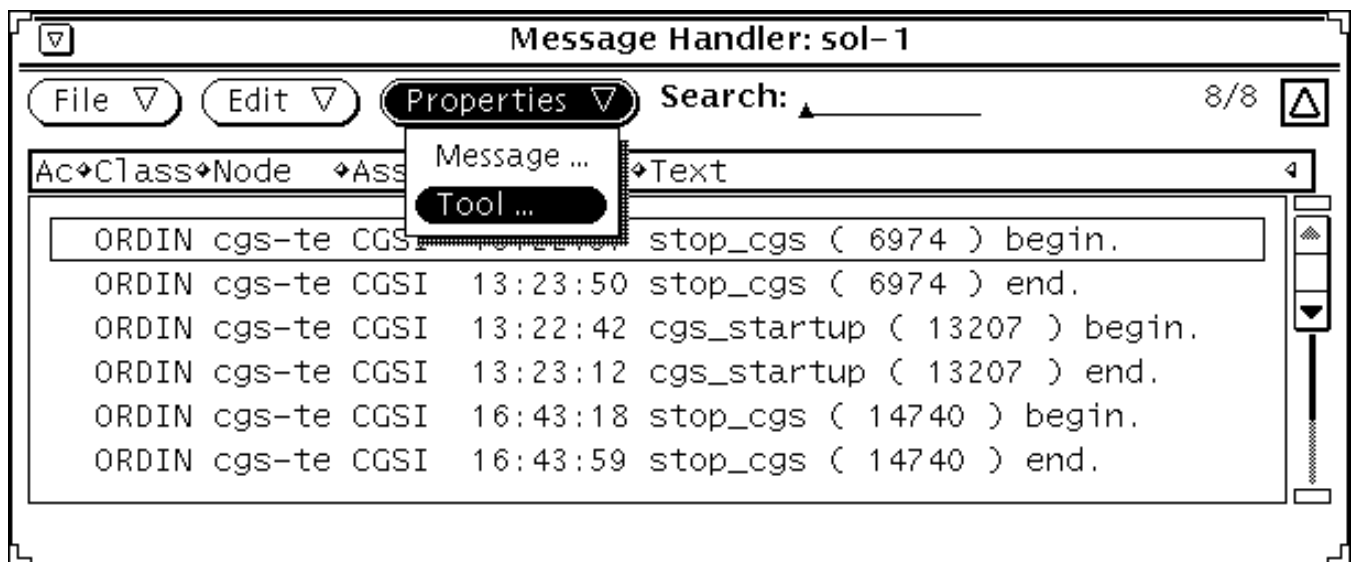 Message Handler: sol-1
File Edit Properties Search: 8/8
Message ...
Ac Class Node Ass Text
Tool ...
ORDIN cgs-te CGSI stop_cgs ( 6974 ) begin.
ORDIN cgs-te CGSI 13:23:50 stop_cgs ( 6974 ) end.
ORDIN cgs-te CGSI 13:22:42 cgs_startup ( 13207 ) begin.
ORDIN cgs-te CGSI 13:23:12 cgs_startup ( 13207 ) end.
ORDIN cgs-te CGSI 16:43:18 stop_cgs ( 14740 ) begin.
ORDIN cgs-te CGSI 16:43:59 stop_cgs ( 14740 ) end.